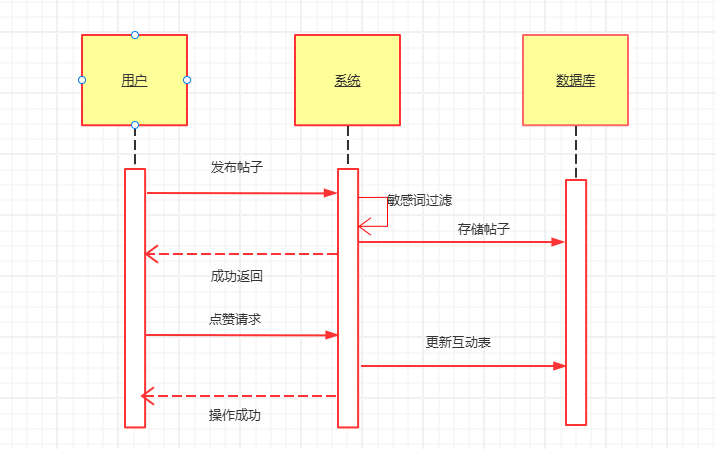 用户
系统
数据库
发布帖子
敏感词过滤
存储帖子
成功返回
点赞请求
更新互动表
操作成功